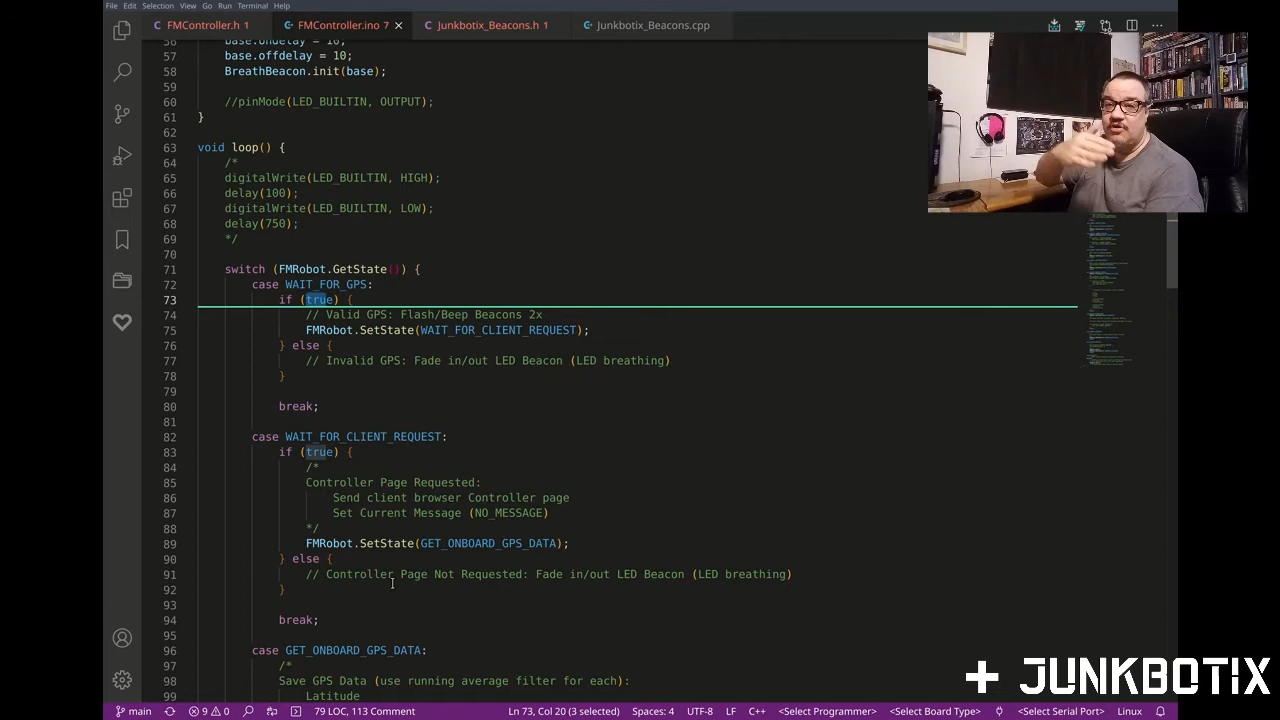 File Edit Selection View Go Run Terminal Help
FMController.h 1
FMController.ino 7
Junkbotix_Beacons.h 1
Junkbotix_Beacons.cpp
56 base.ondelay = 10;
57 base.offdelay = 10;
58 BreathBeacon.init(base);
59
60 //pinMode(LED_BUILTIN, OUTPUT);
61 }
62
63 void loop() {
64 /*
65 digitalWrite(LED_BUILTIN, HIGH);
66 delay(100);
67 digitalWrite(LED_BUILTIN, LOW);
68 delay(750);
69 */
70
71 switch (FMRobot.GetState
72 case WAIT_FOR_GPS:
73 if (true) {
74 // Valid GPS: Flash/Beep Beacons 2x
75 FMRobot.SetState(WAIT_FOR_CLIENT_REQUEST);
76 } else {
77 // Invalid GPS: Fade in/out LED Beacon (LED breathing)
78 }
79
80 break;
81
82 case WAIT_FOR_CLIENT_REQUEST:
83 if (true) {
84 /*
85 Controller Page Requested:
86 Send client browser Controller page
87 Set Current Message (NO_MESSAGE)
88 */
89 FMRobot.SetState(GET_ONBOARD_GPS_DATA);
90 } else {
91 // Controller Page Not Requested: Fade in/out LED Beacon (LED breathing)
92 }
93
94 break;
95
96 case GET_ONBOARD_GPS_DATA:
97 /*
98 Save GPS Data (use running average filter for each):
99 Latitude
+ JUNKBOTIX
main 9 0 79 LOC, 113 Comment Ln 73, Col 20 (3 selected) Spaces: 4 UTF-8 LF C++ <Select Programmer> <Select Board Type> <Select Serial Port> Linux